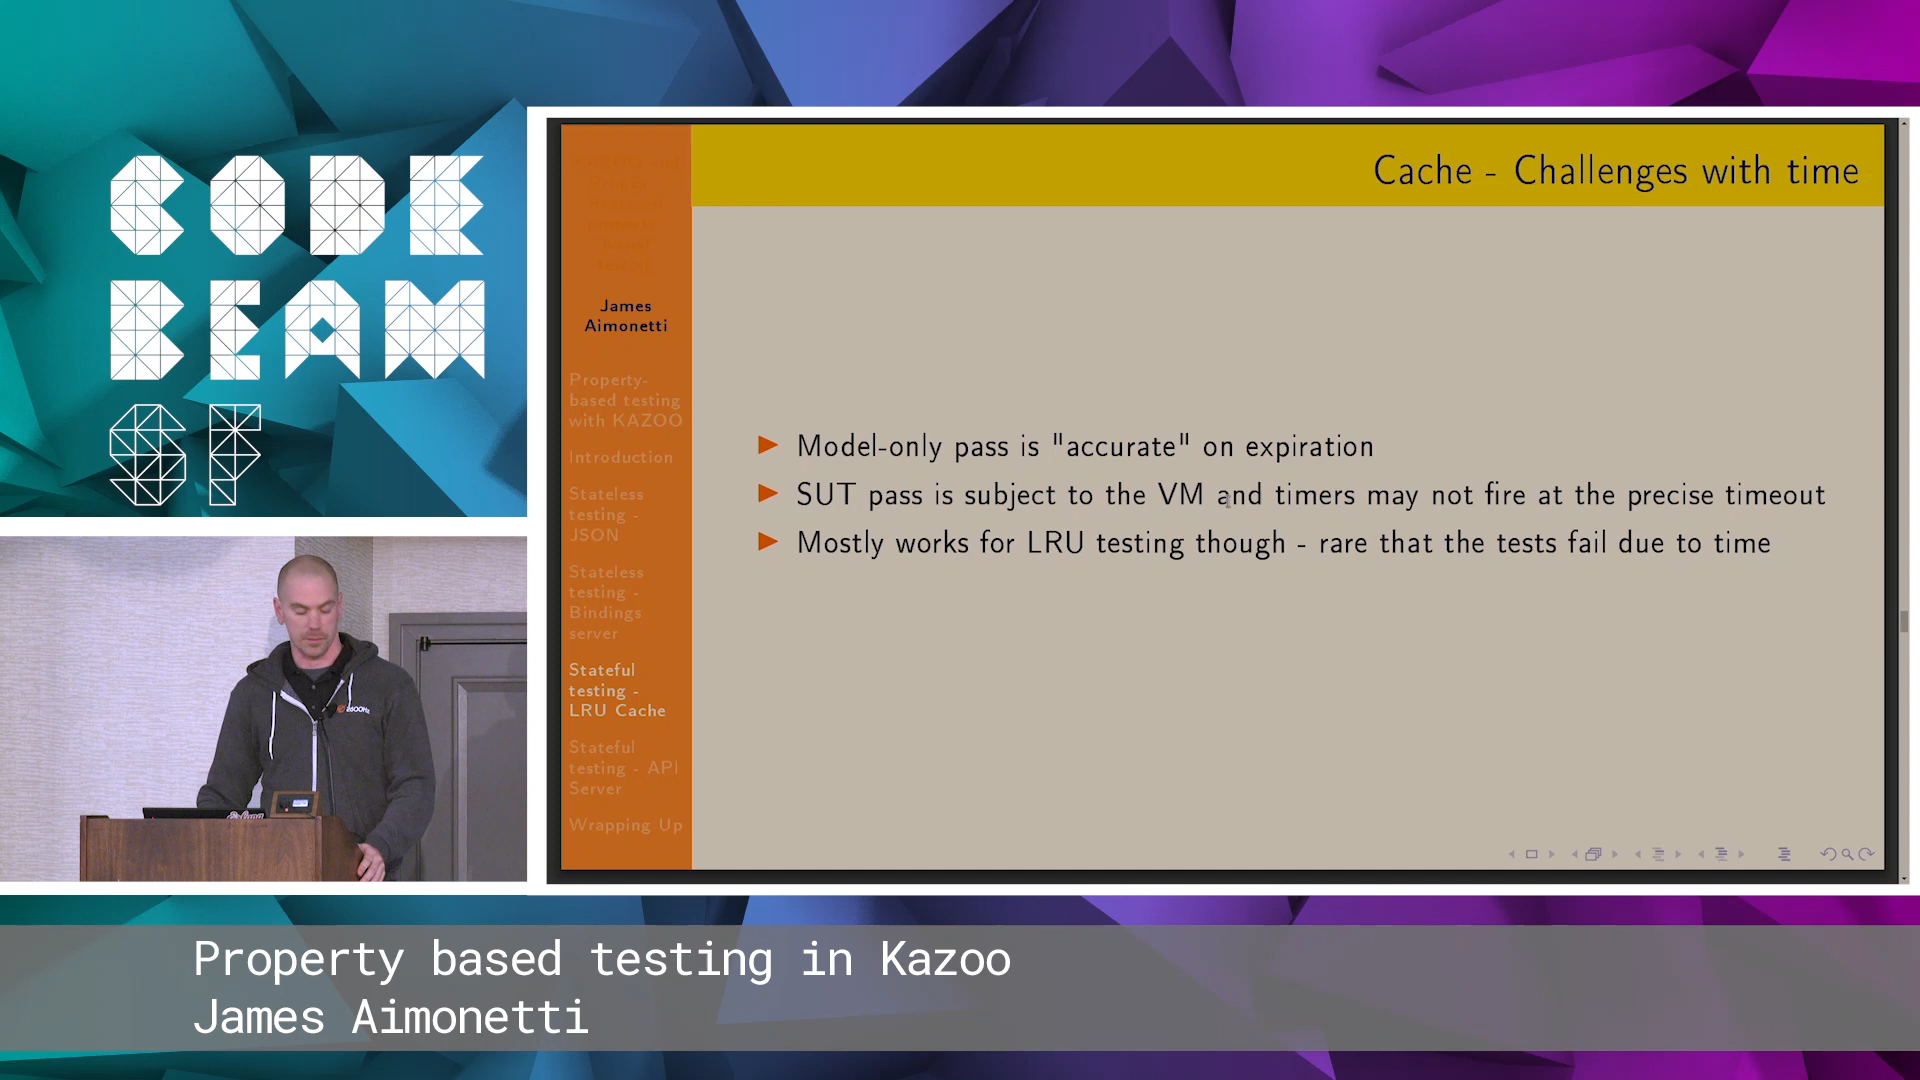 CODE
BEAM
SF
Cache - Challenges with time
James
Aimonetti
Property-
based testing
with KAZOO
Introduction
Stateless
testing -
JSON
Stateless
testing -
Bindings
server
Stateful
testing -
LRU Cache
Stateful
testing - API
Server
Wrapping Up
Model-only pass is "accurate" on expiration
SUT pass is subject to the VM and timers may not fire at the precise timeout
Mostly works for LRU testing though - rare that the tests fail due to time
2600Hz
Property based testing in Kazoo
James Aimonetti